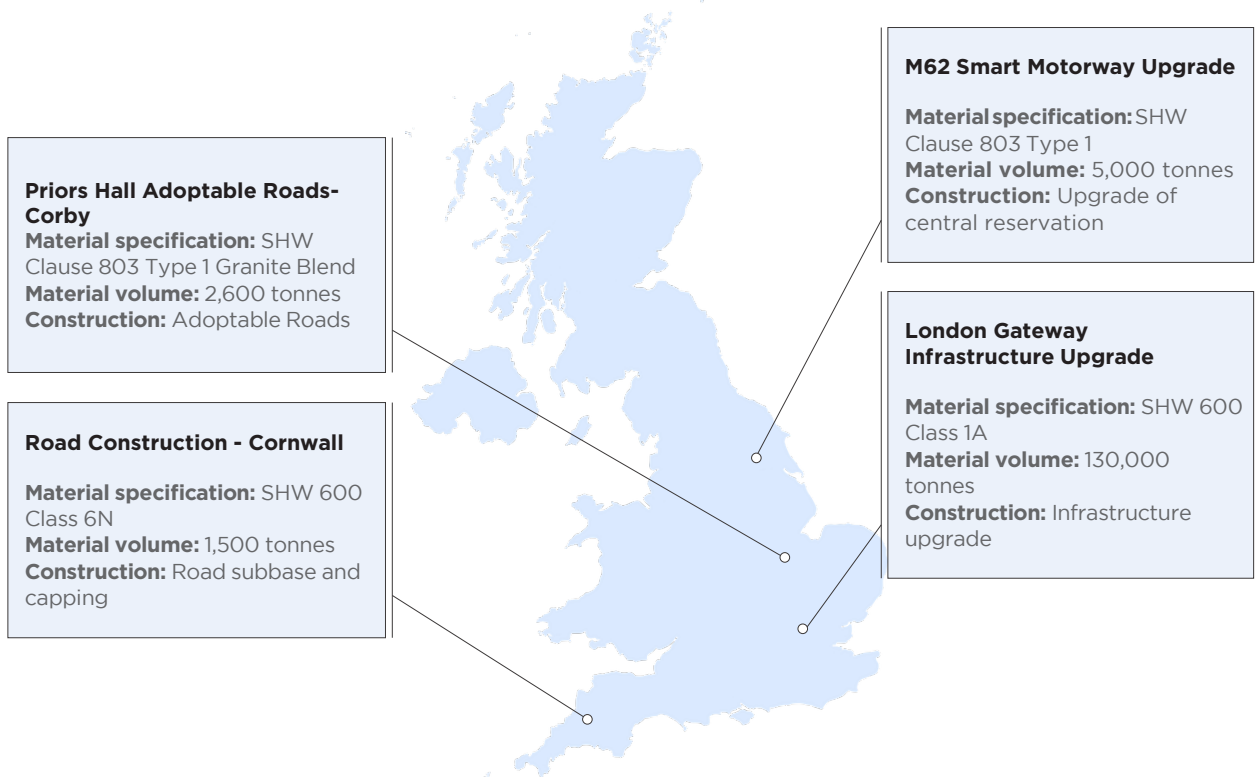 Priors Hall Adoptable Roads-
Corby
Material specification: SHW
Clause 803 Type 1 Granite Blend
Material volume: 2,600 tonnes
Construction: Adoptable Roads
Road Construction - Cornwall
Material specification: SHW 600
Class 6N
Material volume: 1,500 tonnes
Construction: Road subbase and
capping
M62 Smart Motorway Upgrade
Material specification: SHW
Clause 803 Type 1
Material volume: 5,000 tonnes
Construction: Upgrade of
central reservation
London Gateway
Infrastructure Upgrade
Material specification: SHW 600
Class 1A
Material volume: 130,000
tonnes
Construction: Infrastructure
upgrade